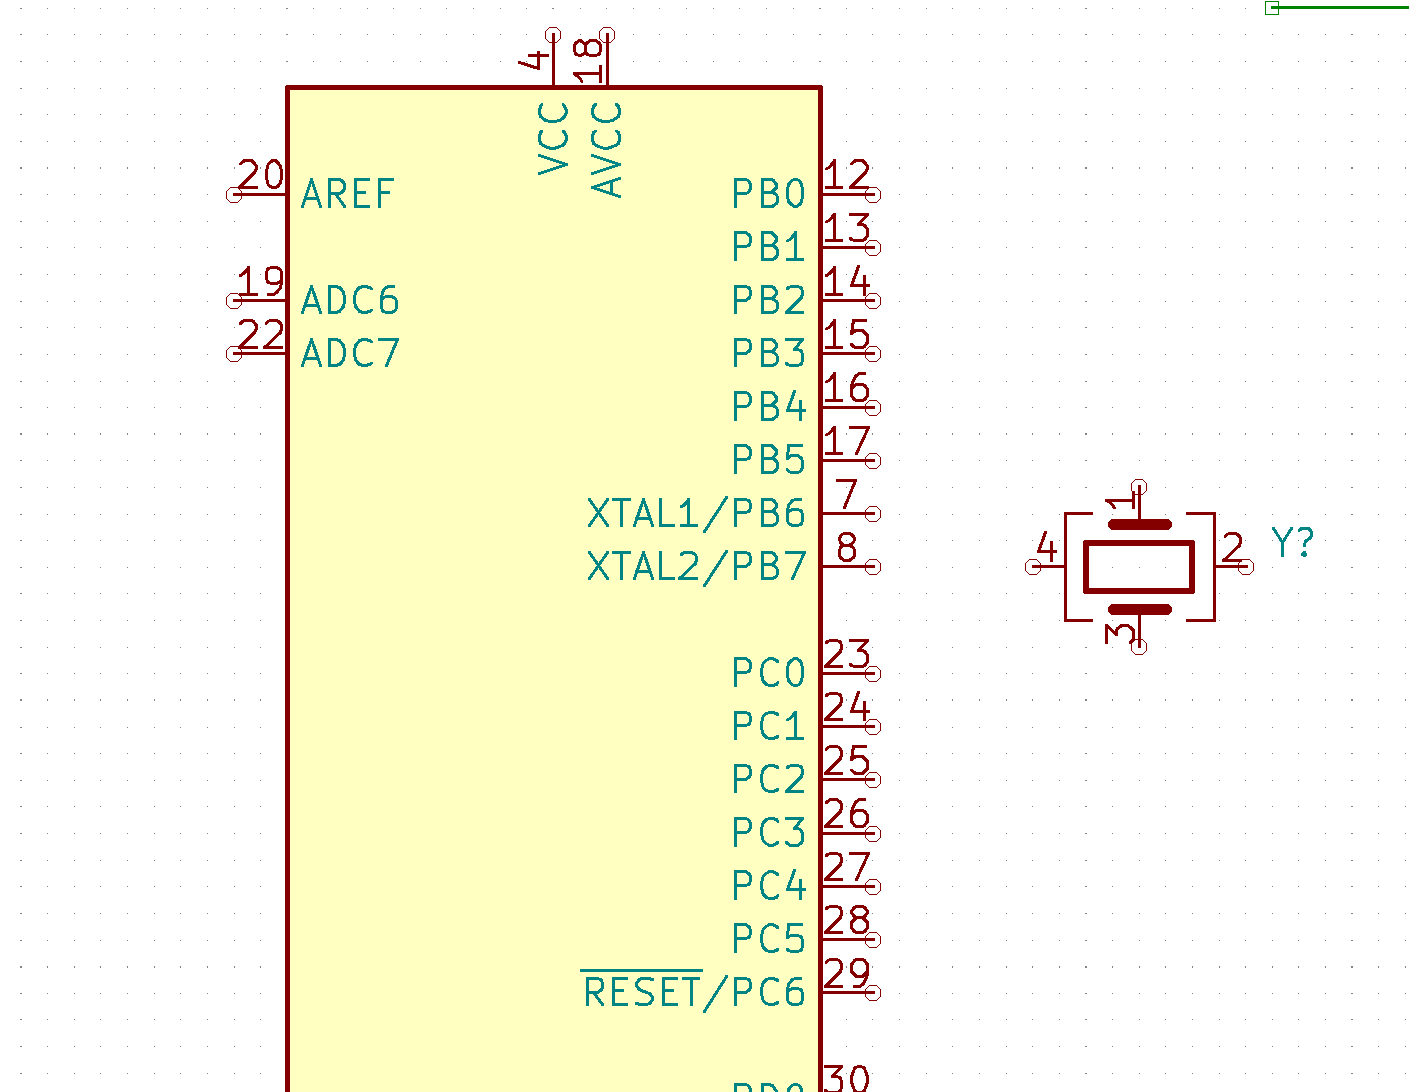 4
18
VCC
AVCC
20
AREF
PB0
12
PB1
13
19
ADC6
PB2
14
22
ADC7
PB3
15
PB4
16
PB5
17
XTAL1/PB6
7
XTAL2/PB7
8
1
4
2
Y?
3
PC0
23
PC1
24
PC2
25
PC3
26
PC4
27
PC5
28
RESET/PC6
29
30